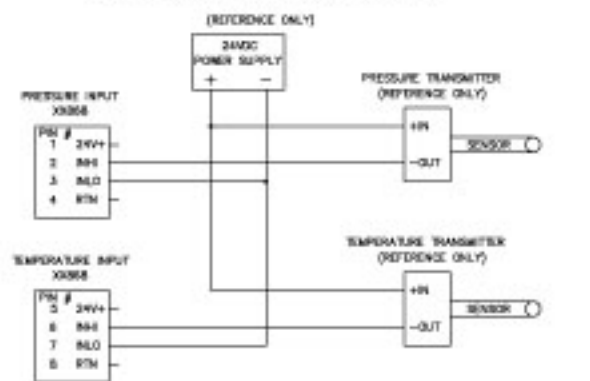 (REFERENCE ONLY)
24VDC
POWER SUPPLY
+ −
PRESSURE TRANSMITTER
(REFERENCE ONLY)
+IN
-OUT
SENSOR
PRESSURE INPUT
PIN #
1 24V+
2 INHI
3 INLO
4 RTN
TEMPERATURE TRANSMITTER
(REFERENCE ONLY)
+IN
-OUT
SENSOR
TEMPERATURE INPUT
PIN #
5 24V+
6 INHI
7 INLO
8 RTN